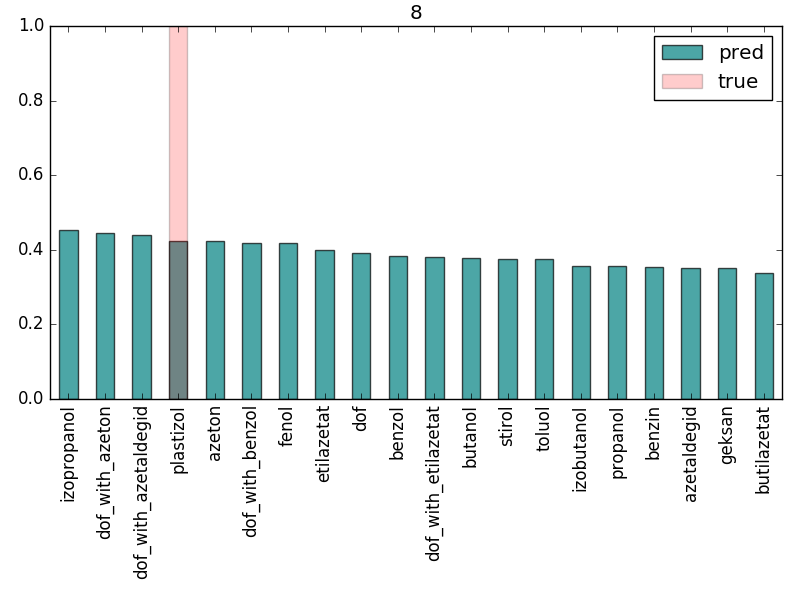 8
1.0
0.8
0.6
0.4
0.2
0.0
pred
true
izopropanol
dof_with_azeton
dof_with_azetaldegid
plastizol
azeton
dof_with_benzol
fenol
etilazetat
dof
benzol
dof_with_etilazetat
butanol
stirol
toluol
izobutanol
propanol
benzin
azetaldegid
geksan
butilazetat